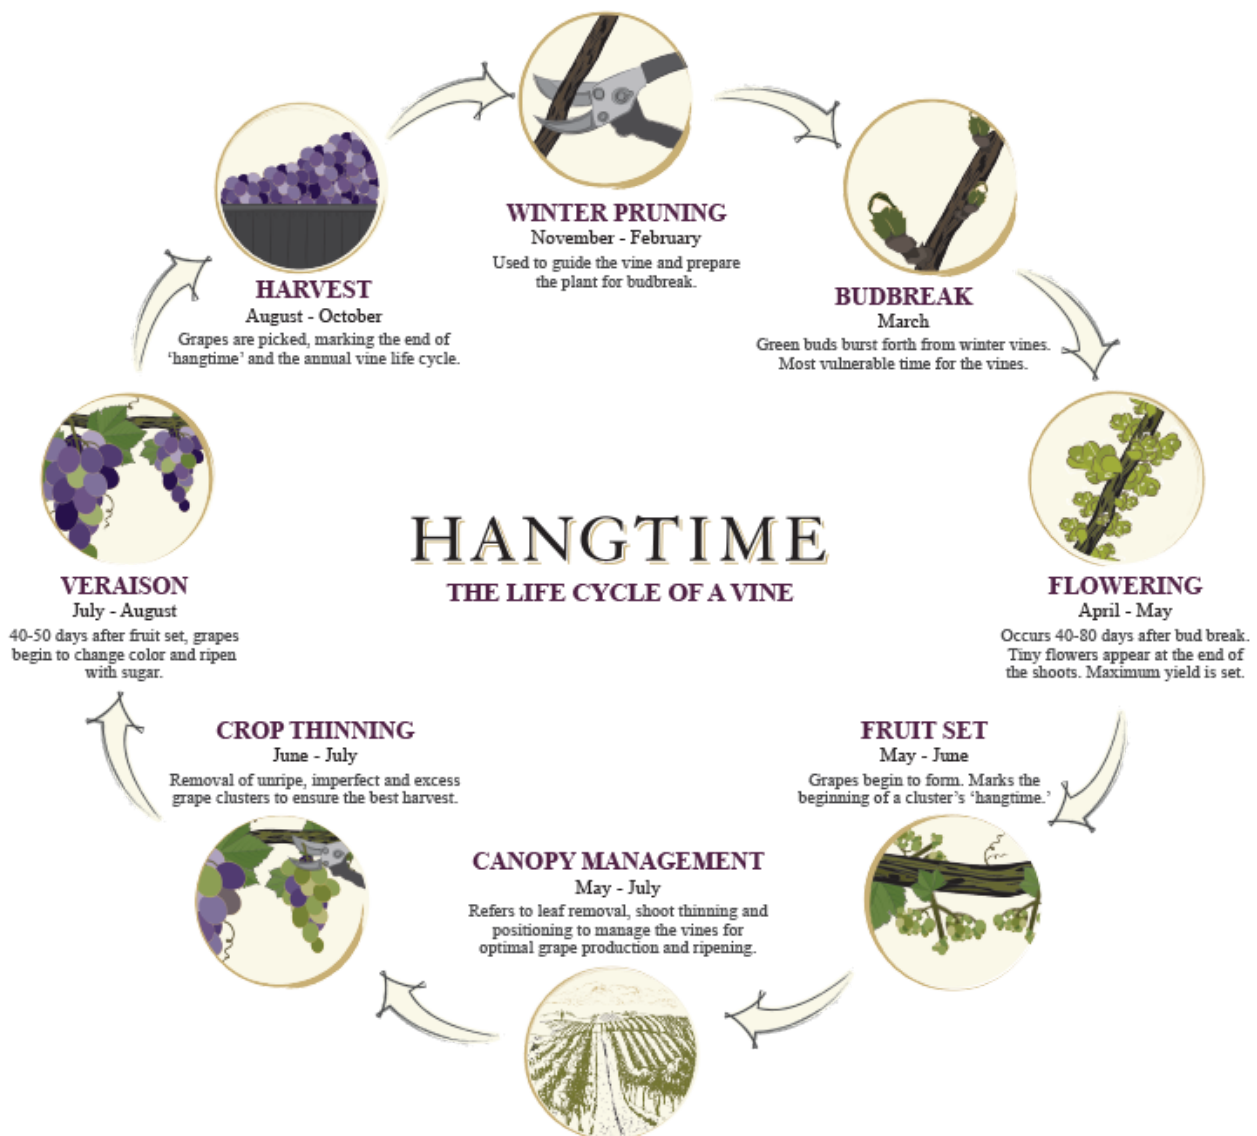 WINTER PRUNING
November - February
Used to guide the vine and prepare
the plant for budbreak.
BUDBREAK
March
Green buds burst forth from winter vines.
Most vulnerable time for the vines.
FLOWERING
April - May
Occurs 40-80 days after bud break.
Tiny flowers appear at the end of
the shoots. Maximum yield is set.
FRUIT SET
May - June
Grapes begin to form. Marks the
beginning of a cluster's ‘hangtime.’
CANOPY MANAGEMENT
May - July
Refers to leaf removal, shoot thinning and
positioning to manage the vines for
optimal grape production and ripening.
CROP THINNING
June - July
Removal of unripe, imperfect and excess
grape clusters to ensure the best harvest.
VERAISON
July - August
40-50 days after fruit set, grapes
begin to change color and ripen
with sugar.
HARVEST
August - October
Grapes are picked, marking the end of
‘hangtime’ and the annual vine life cycle.
HANGTIME
THE LIFE CYCLE OF A VINE